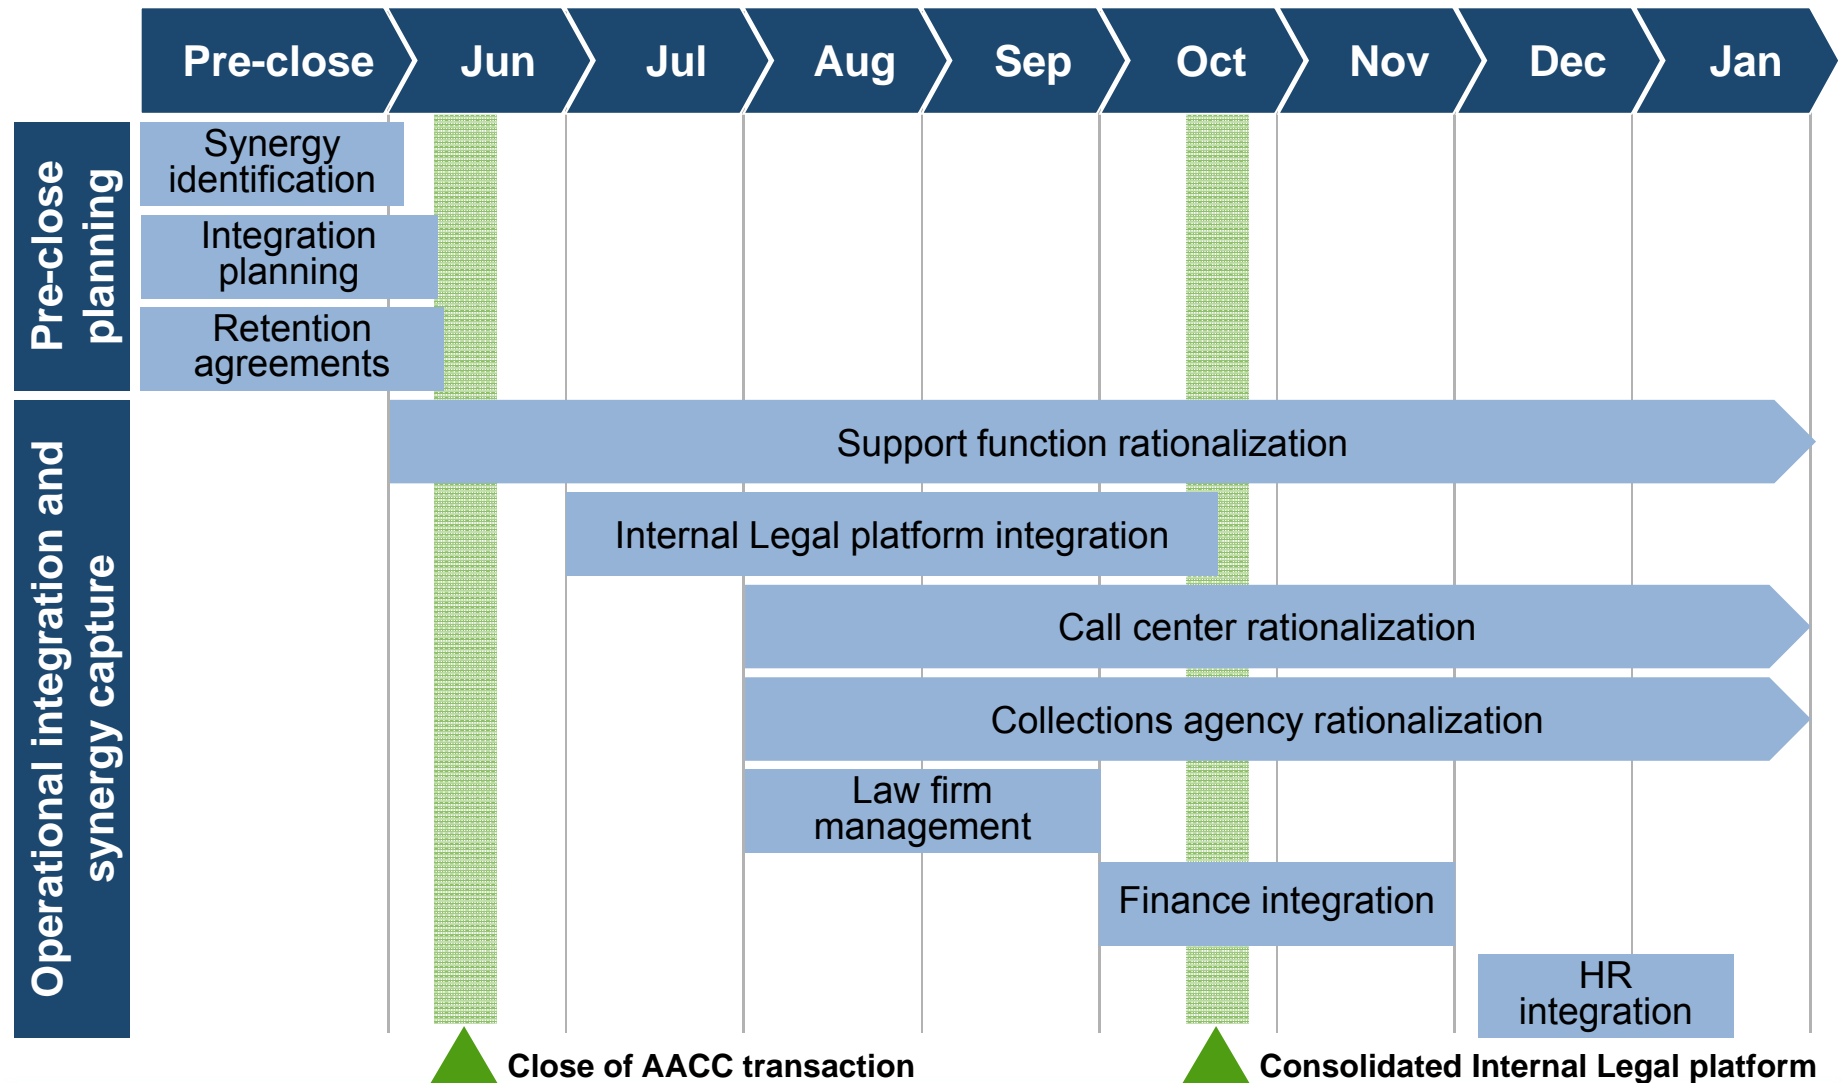 Pre-close
Jun
Jul
Aug
Sep
Oct
Nov
Dec
Jan
Pre-close
planning
Synergy
identification
Integration
planning
Retention
agreements
Operational integration and
synergy capture
Support function rationalization
Internal Legal platform integration
Call center rationalization
Collections agency rationalization
Law firm
management
Finance integration
HR
integration
Close of AACC transaction
Consolidated Internal Legal platform